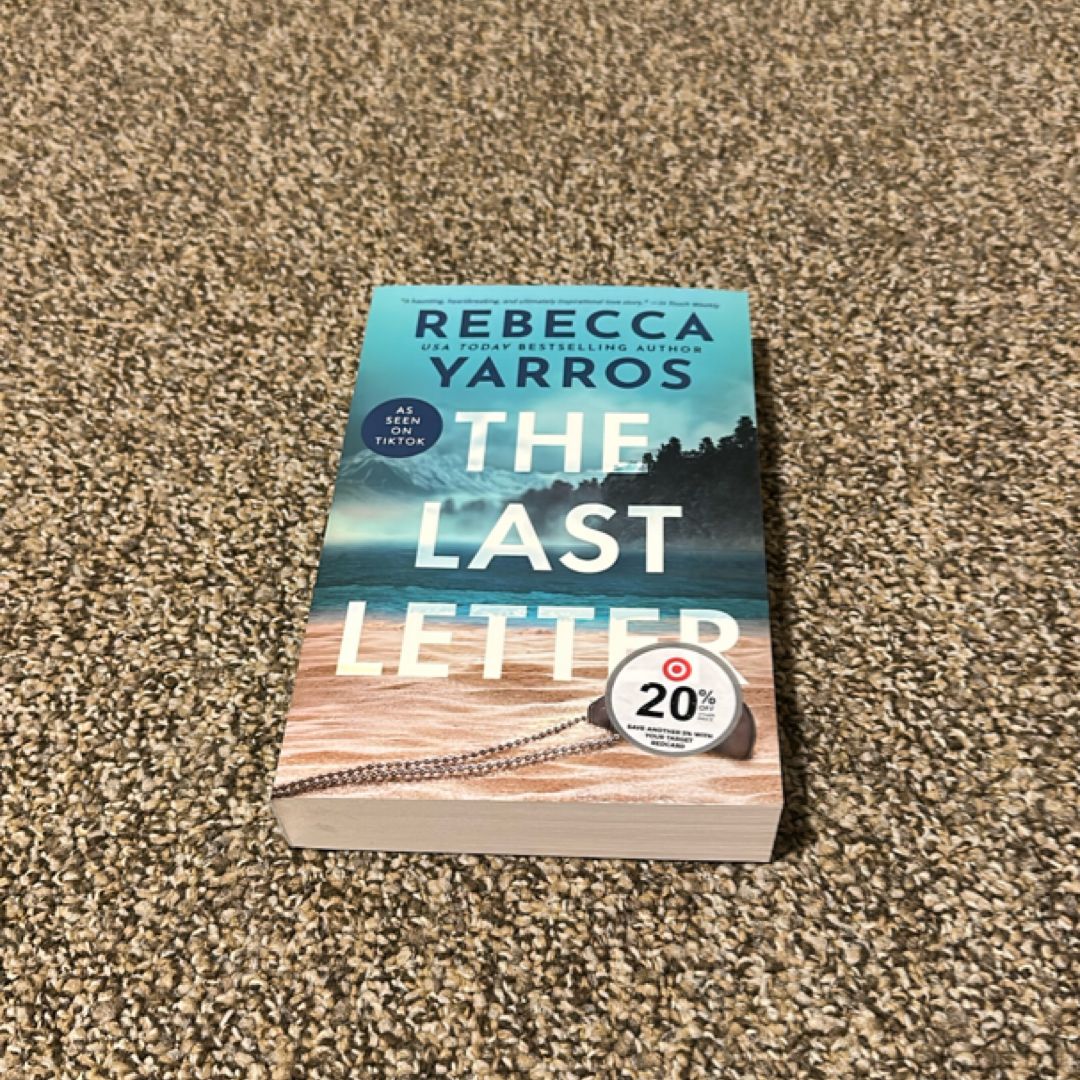 "A haunting, heartbreaking, and ultimately inspirational love story." —In Touch Weekly
REBECCA
USA TODAY BESTSELLING AUTHOR
YARROS
AS
SEEN
ON
TIKTOK
THE
LAST
LETTER
20%
OFF
SAVE ANOTHER 5% WITH
YOUR TARGET
REDCARD